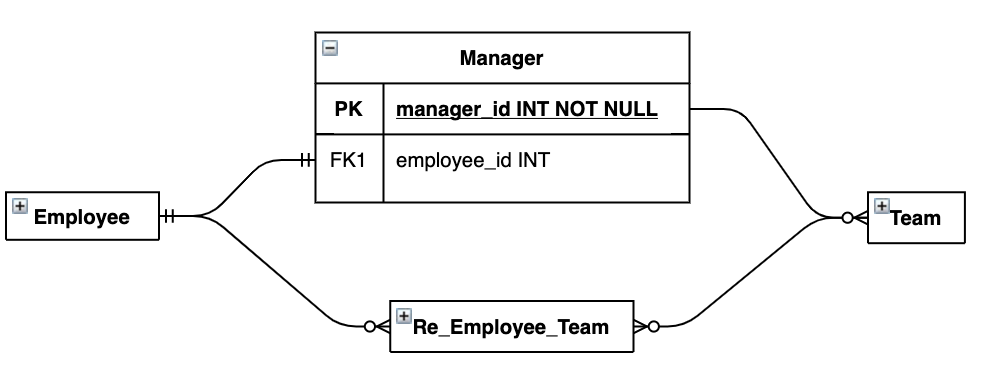 Manager
PK manager_id INT NOT NULL
FK1 employee_id INT
Employee
Team
Re_Employee_Team